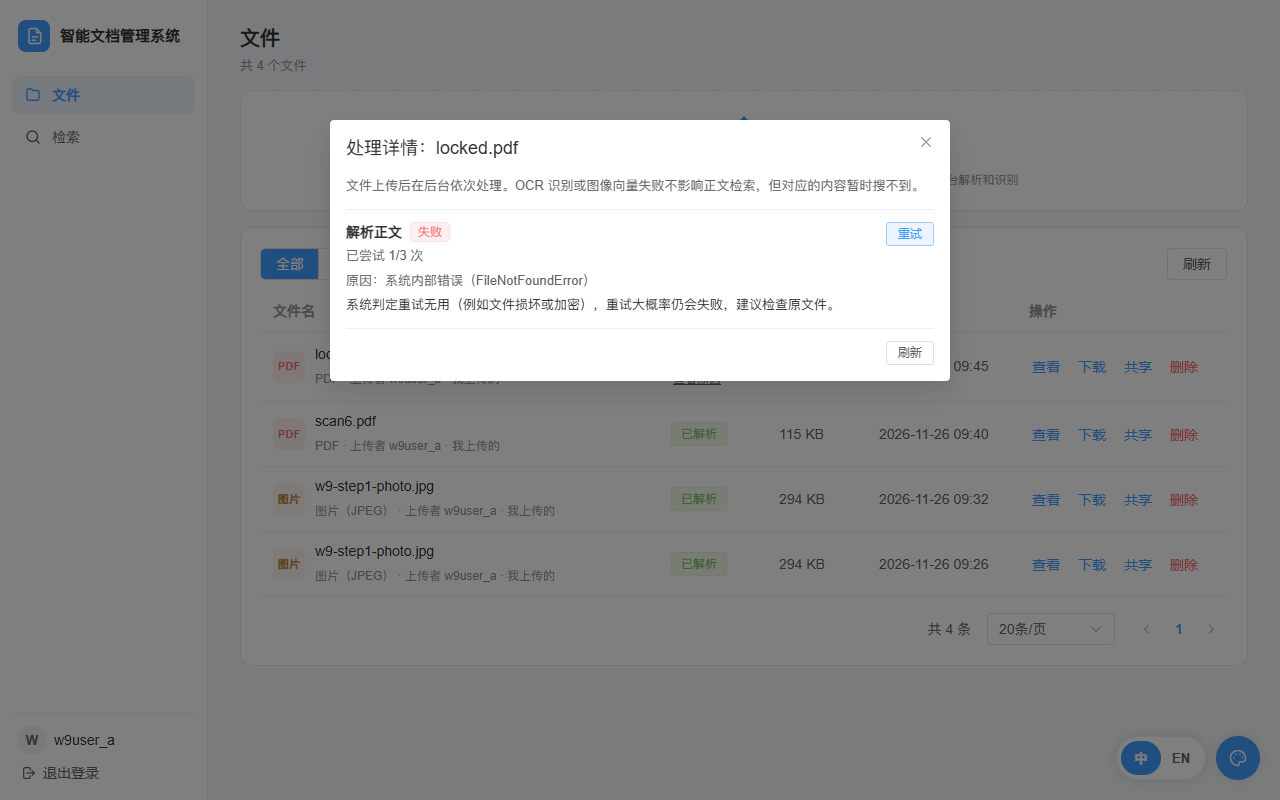 智能文档管理系统
文件
检索
文件
共 4 个文件
台解析和识别
处理详情：locked.pdf
文件上传后在后台依次处理。OCR 识别或图像向量失败不影响正文检索，但对应的内容暂时搜不到。
解析正文 失败 重试
已尝试 1/3 次
原因：系统内部错误（FileNotFoundError）
系统判定重试无用（例如文件损坏或加密），重试大概率仍会失败，建议检查原文件。
刷新
全部 刷新
文件名 操作
PDF 09:45 查看 下载 共享 删除
scan6.pdf
PDF PDF · 上传者 w9user_a · 我上传的 已解析 115 KB 2026-11-26 09:40 查看 下载 共享 删除
w9-step1-photo.jpg
图片 图片（JPEG） · 上传者 w9user_a · 我上传的 已解析 294 KB 2026-11-26 09:32 查看 下载 共享 删除
w9-step1-photo.jpg
图片 图片（JPEG） · 上传者 w9user_a · 我上传的 已解析 294 KB 2026-11-26 09:26 查看 下载 共享 删除
共 4 条 20条/页 1
W w9user_a
退出登录
中 EN